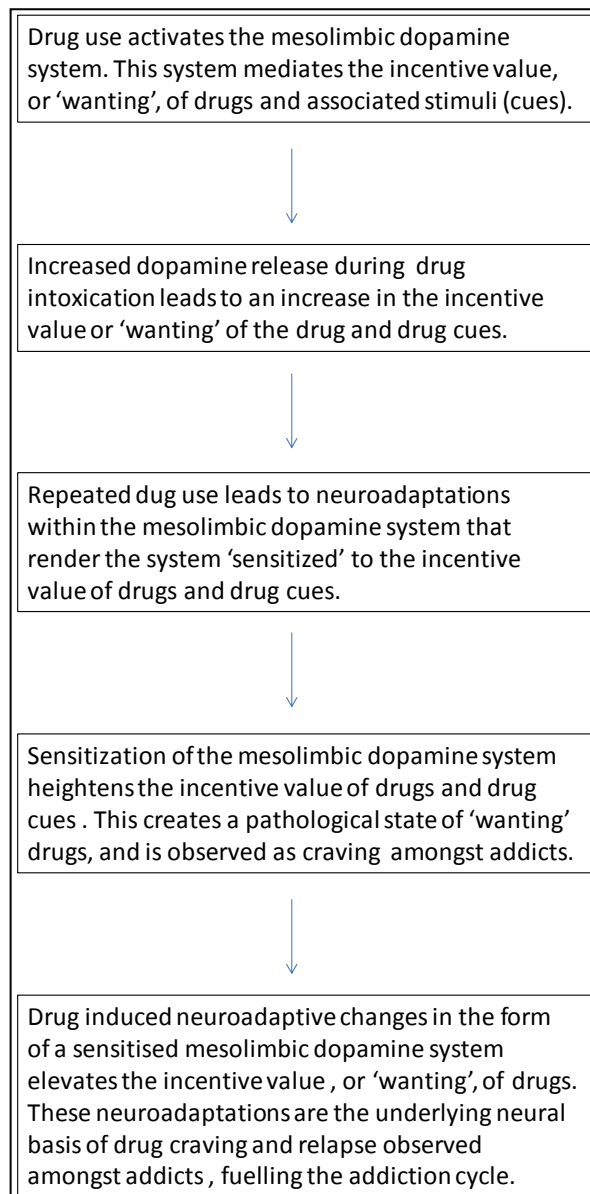 Drug use activates the mesolimbic dopamine
system. This system mediates the incentive value,
or ‘wanting’, of drugs and associated stimuli (cues).
Increased dopamine release during drug
intoxication leads to an increase in the incentive
value or ‘wanting’ of the drug and drug cues.
Repeated dug use leads to neuroadaptations
within the mesolimbic dopamine system that
render the system ‘sensitized’ to the incentive
value of drugs and drug cues.
Sensitization of the mesolimbic dopamine system
heightens the incentive value of drugs and drug
cues . This creates a pathological state of ‘wanting’
drugs, and is observed as craving amongst addicts.
Drug induced neuroadaptive changes in the form
of a sensitised mesolimbic dopamine system
elevates the incentive value , or ‘wanting’, of drugs.
These neuroadaptations are the underlying neural
basis of drug craving and relapse observed
amongst addicts , fuelling the addiction cycle.